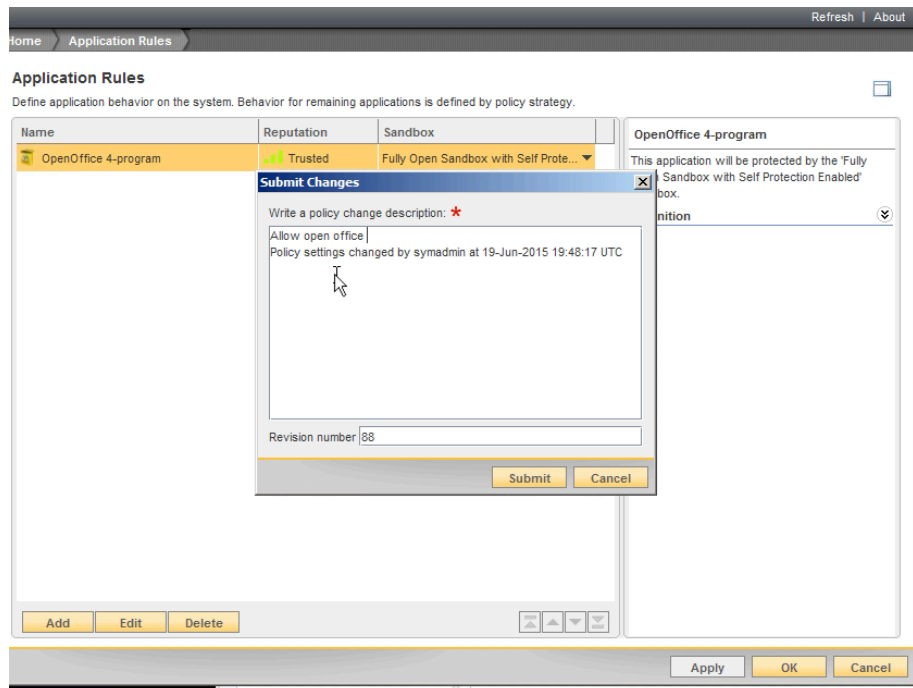 Refresh | About
Home Application Rules
Application Rules
Define application behavior on the system. Behavior for remaining applications is defined by policy strategy.
Name Reputation Sandbox
OpenOffice 4-program Trusted Fully Open Sandbox with Self Prote...
OpenOffice 4-program
This application will be protected by the 'Fully
Sandbox with Self Protection Enabled'
box.
nition
Submit Changes
Write a policy change description: *
Allow open office
Policy settings changed by symadmin at 19-Jun-2015 19:48:17 UTC
Revision number 88
Submit Cancel
Add Edit Delete
Apply OK Cancel